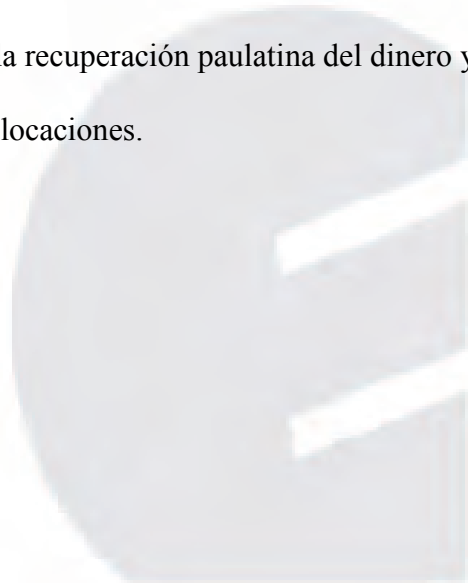 la recuperación paulatina del dinero y
locaciones.